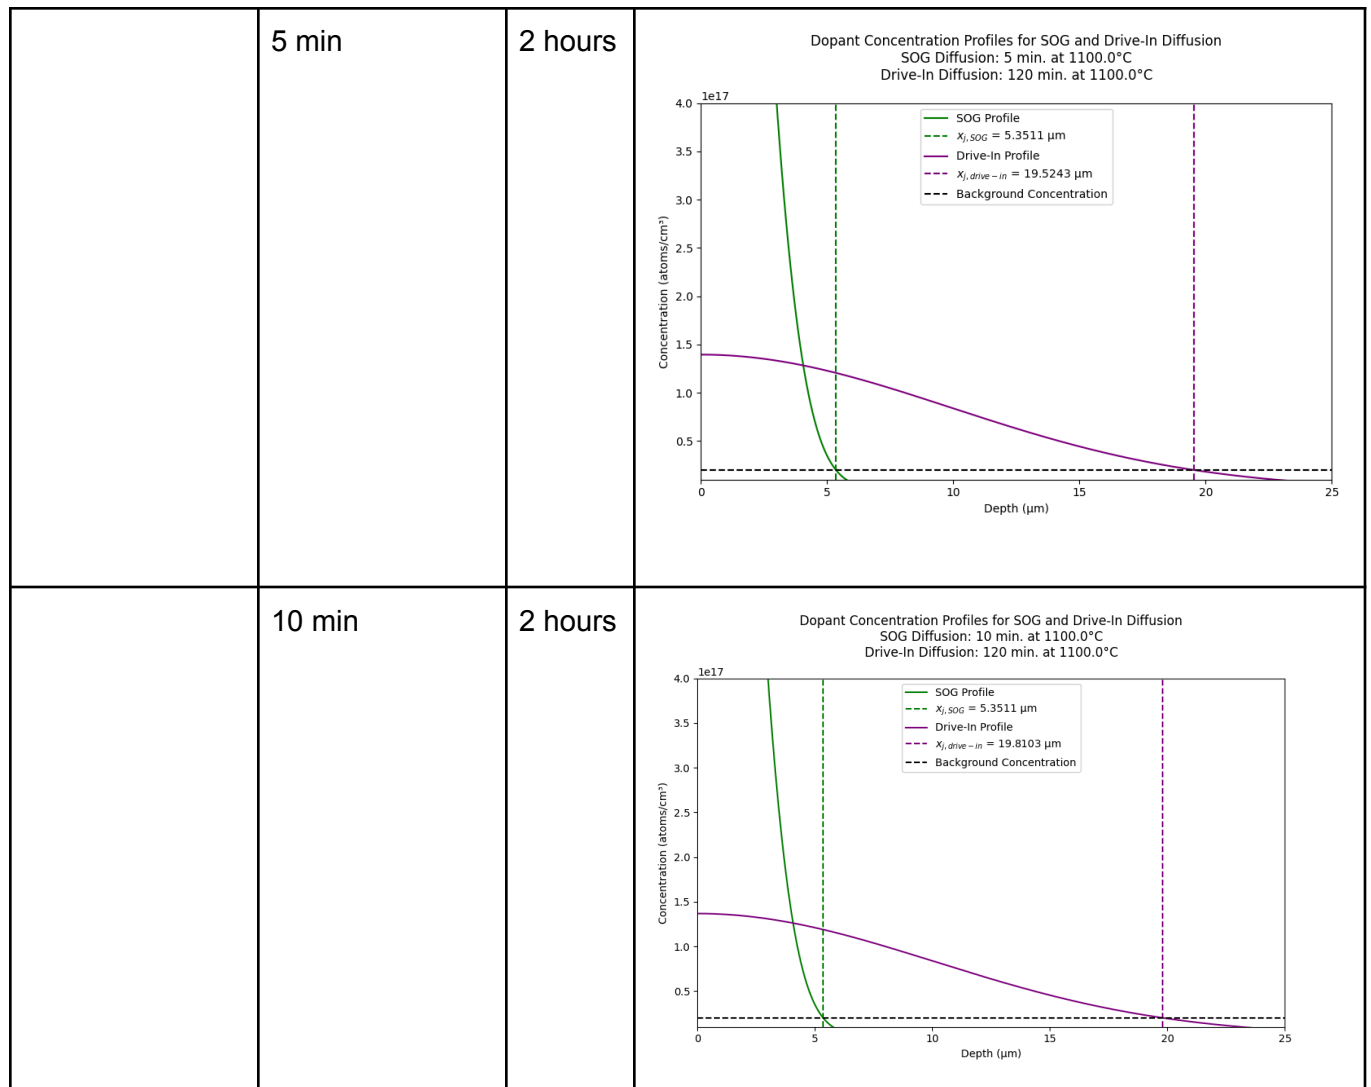 5 min
2 hours
Dopant Concentration Profiles for SOG and Drive-In Diffusion
SOG Diffusion: 5 min. at 1100.0°C
Drive-In Diffusion: 120 min. at 1100.0°C
1e17
4.0
3.5
3.0
2.5
2.0
1.5
1.0
0.5
Concentration (atoms/cm³)
SOG Profile
xj, SOG = 5.3511 μm
Drive-In Profile
xj, drive−in = 19.5243 μm
Background Concentration
0 5 10 15 20 25
Depth (μm)
10 min
2 hours
Dopant Concentration Profiles for SOG and Drive-In Diffusion
SOG Diffusion: 10 min. at 1100.0°C
Drive-In Diffusion: 120 min. at 1100.0°C
1e17
4.0
3.5
3.0
2.5
2.0
1.5
1.0
0.5
Concentration (atoms/cm³)
SOG Profile
xj, SOG = 5.3511 μm
Drive-In Profile
xj, drive−in = 19.8103 μm
Background Concentration
0 5 10 15 20 25
Depth (μm)